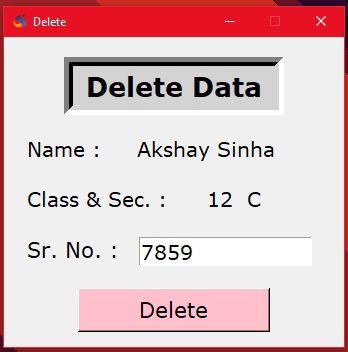 Delete
Delete Data
Name : Akshay Sinha
Class & Sec. : 12 C
Sr. No. : 7859
Delete